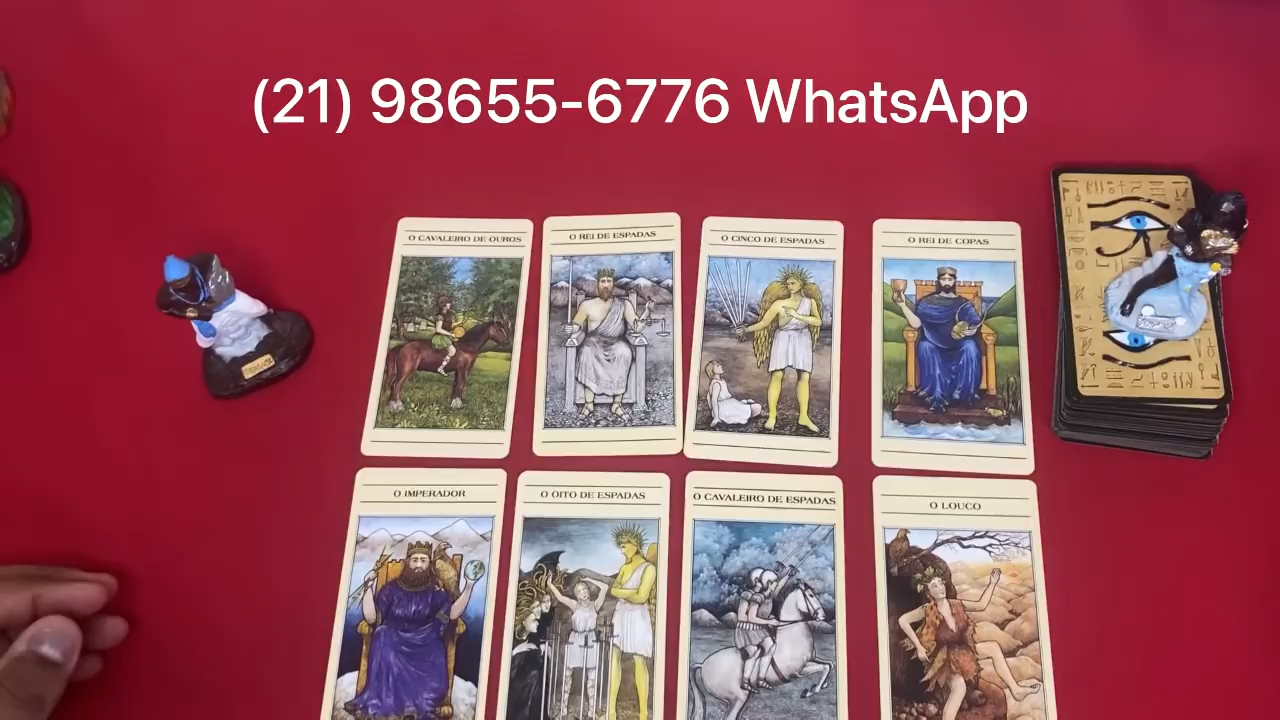 (21) 98655-6776 WhatsApp
O CAVALEIRO DE OUROS
O REI DE ESPADAS
O CINCO DE ESPADAS
O REI DE COPAS
O IMPERADOR
O OITO DE ESPADAS
O CAVALEIRO DE ESPADAS
O LOUCO